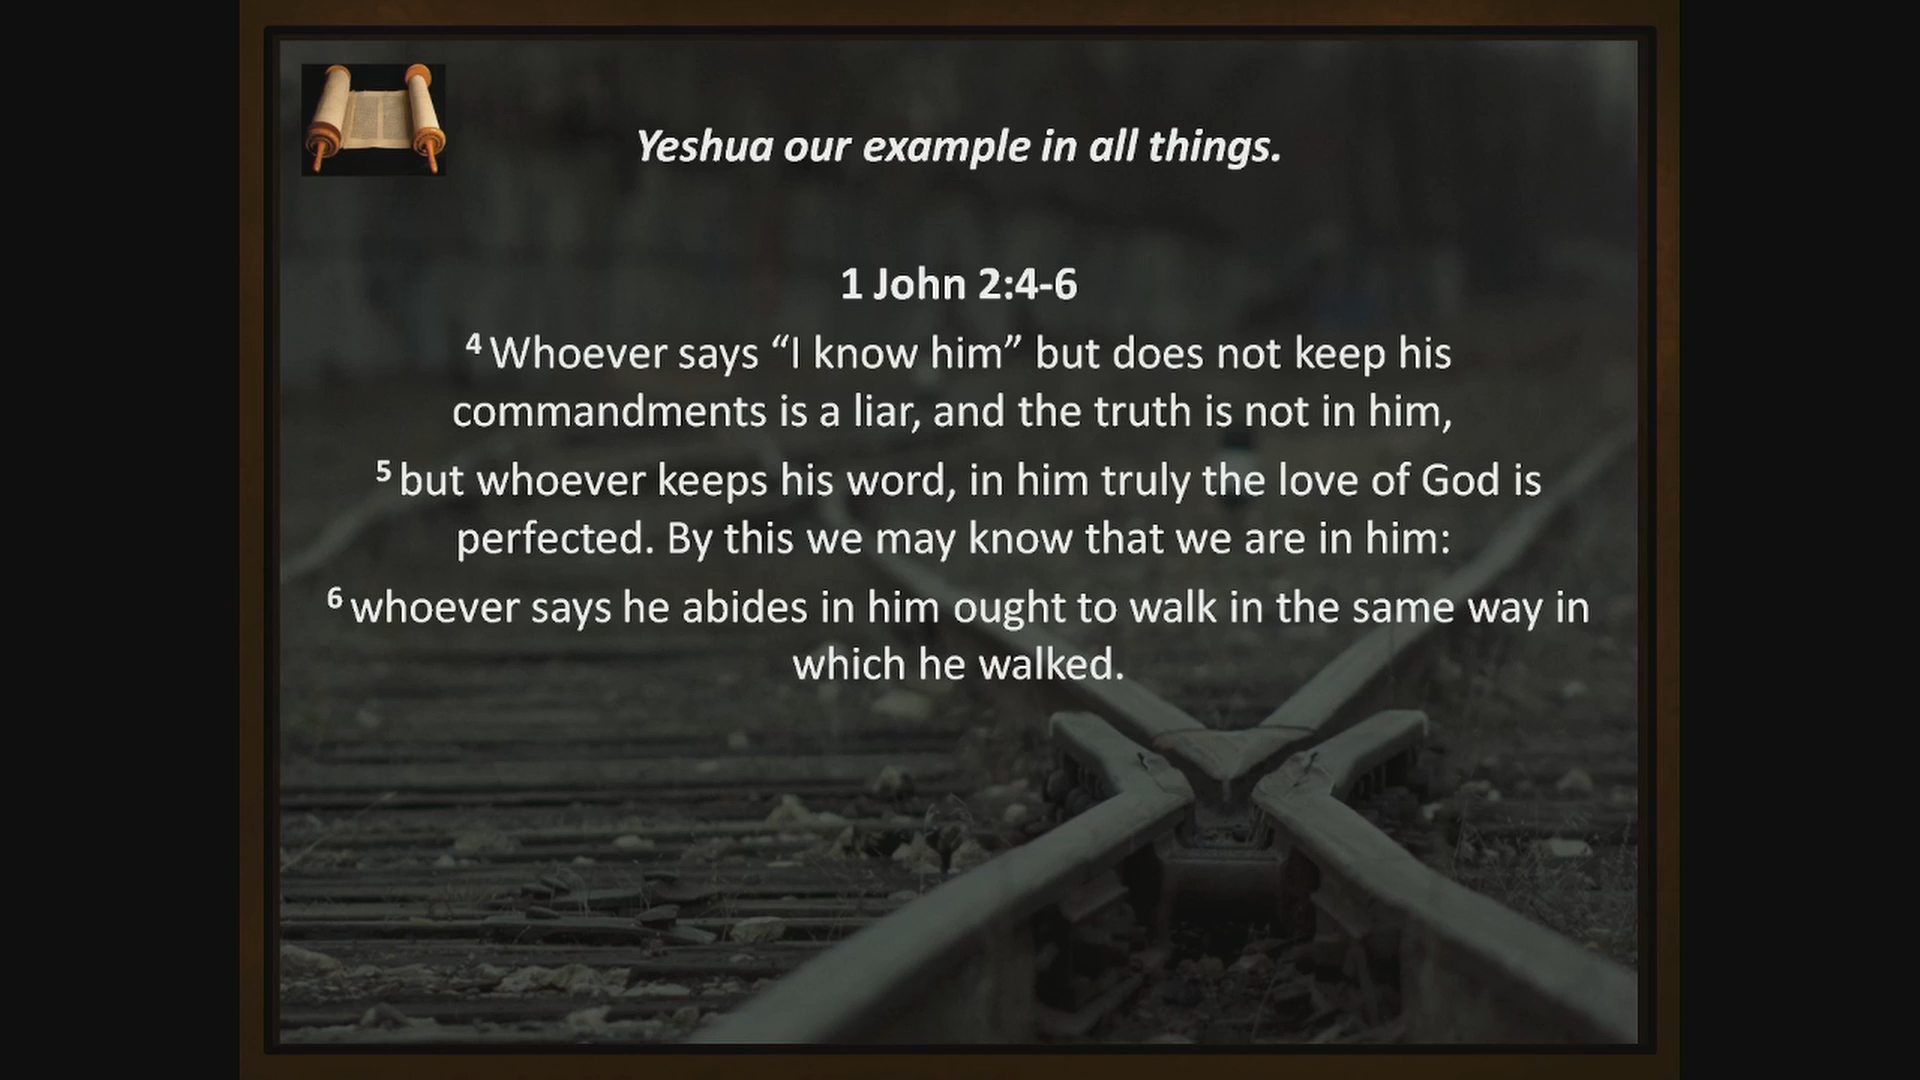 Yeshua our example in all things.
1 John 2:4-6
4 Whoever says “I know him” but does not keep his
commandments is a liar, and the truth is not in him,
5 but whoever keeps his word, in him truly the love of God is
perfected. By this we may know that we are in him:
6 whoever says he abides in him ought to walk in the same way in
which he walked.